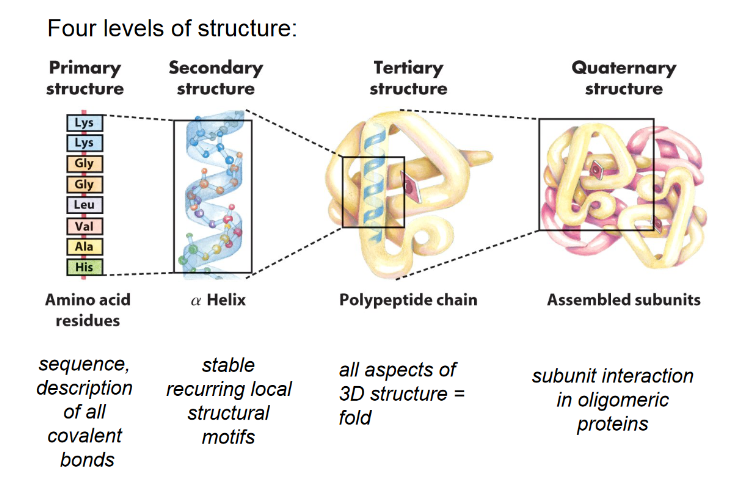 Four levels of structure:
Primary
structure
Secondary
structure
Tertiary
structure
Quaternary
structure
Lys
Lys
Gly
Gly
Leu
Val
Ala
His
Amino acid
residues
α Helix
Polypeptide chain
Assembled subunits
sequence,
description
of all
covalent
bonds
stable
recurring local
structural
motifs
all aspects of
3D structure =
fold
subunit interaction
in oligomeric
proteins